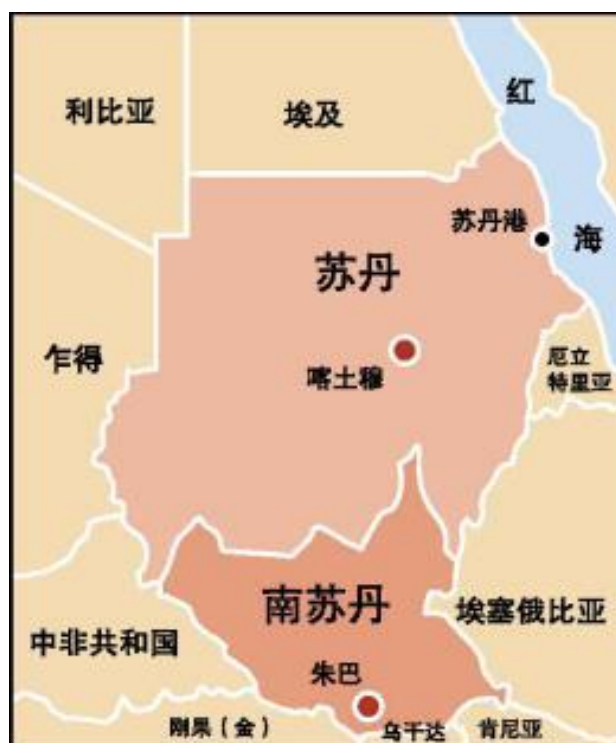 利比亚
埃及
红
海
苏丹港
苏丹
乍得
喀土穆
厄立
特里亚
南苏丹
埃塞俄比亚
中非共和国
朱巴
刚果(金)
乌干达
肯尼亚